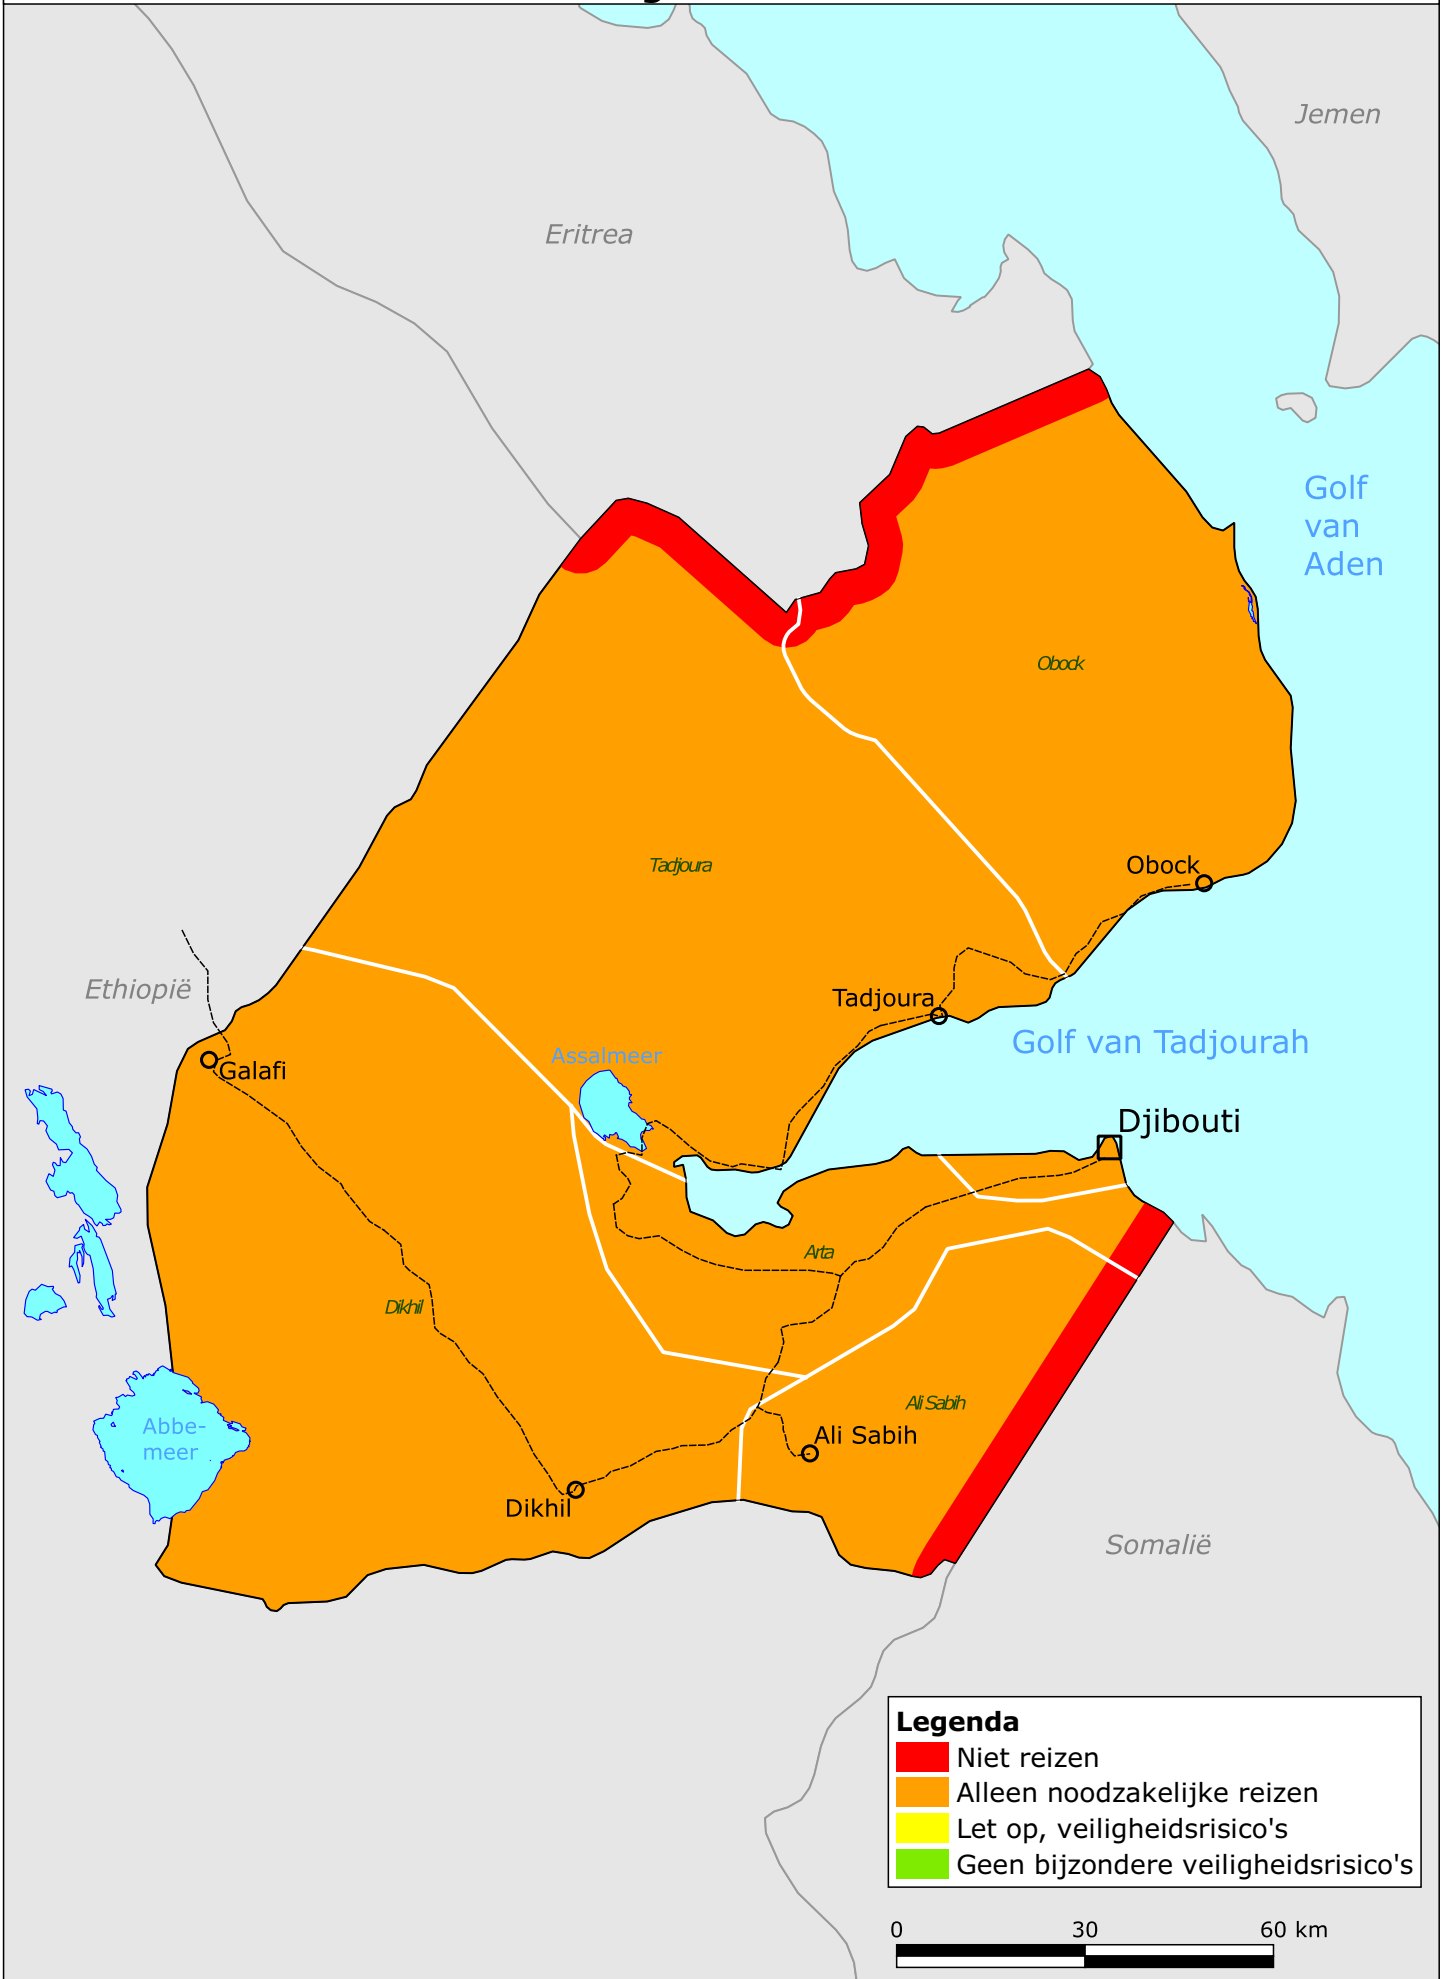 Jemen
Eritrea
Golf
van
Aden
Obock
Tadjoura
Obock
Ethiopië
Tadjoura
Golf van Tadjourah
Assalmeer
Galafi
Djibouti
Arta
Dikhil
Ali Sabih
Abbe-
meer
Ali Sabih
Dikhil
Somalië
Legenda
Niet reizen
Alleen noodzakelijke reizen
Let op, veiligheidsrisico's
Geen bijzondere veiligheidsrisico's
0 30 60 km